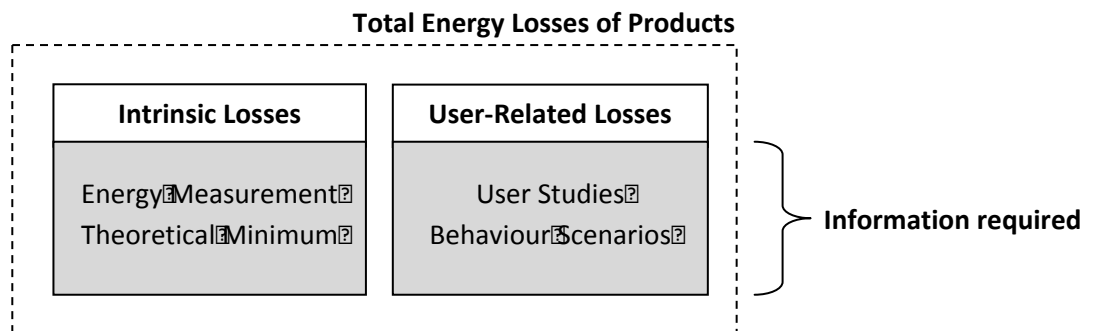 Total Energy Losses of Products
Intrinsic Losses
User-Related Losses
Energy⍰Measurement⍰
Theoretical⍰Minimum⍰
User Studies⍰
Behaviour⍰Scenarios⍰
Information required